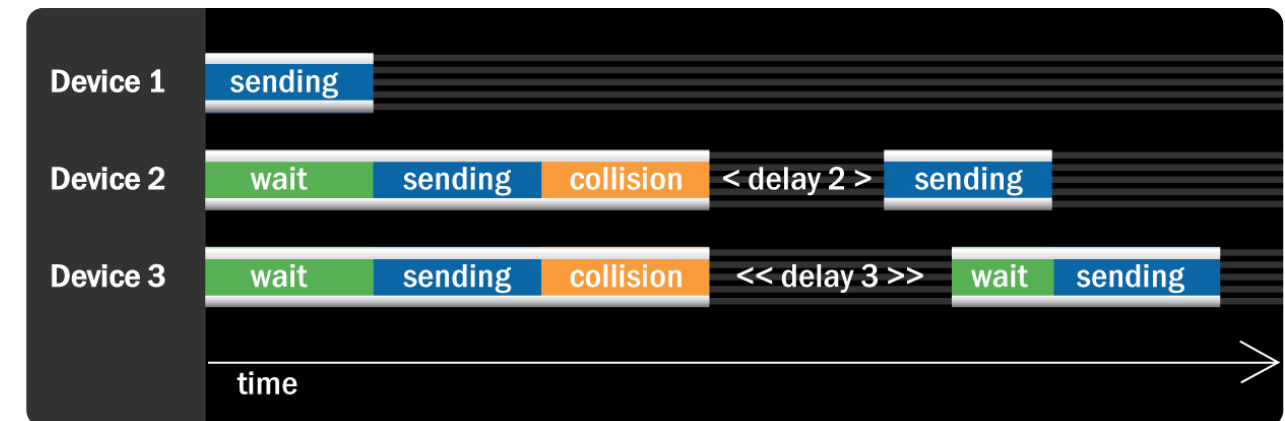 Device 1 sending
Device 2 wait sending collision < delay 2 > sending
Device 3 wait sending collision << delay 3 >> wait sending
time